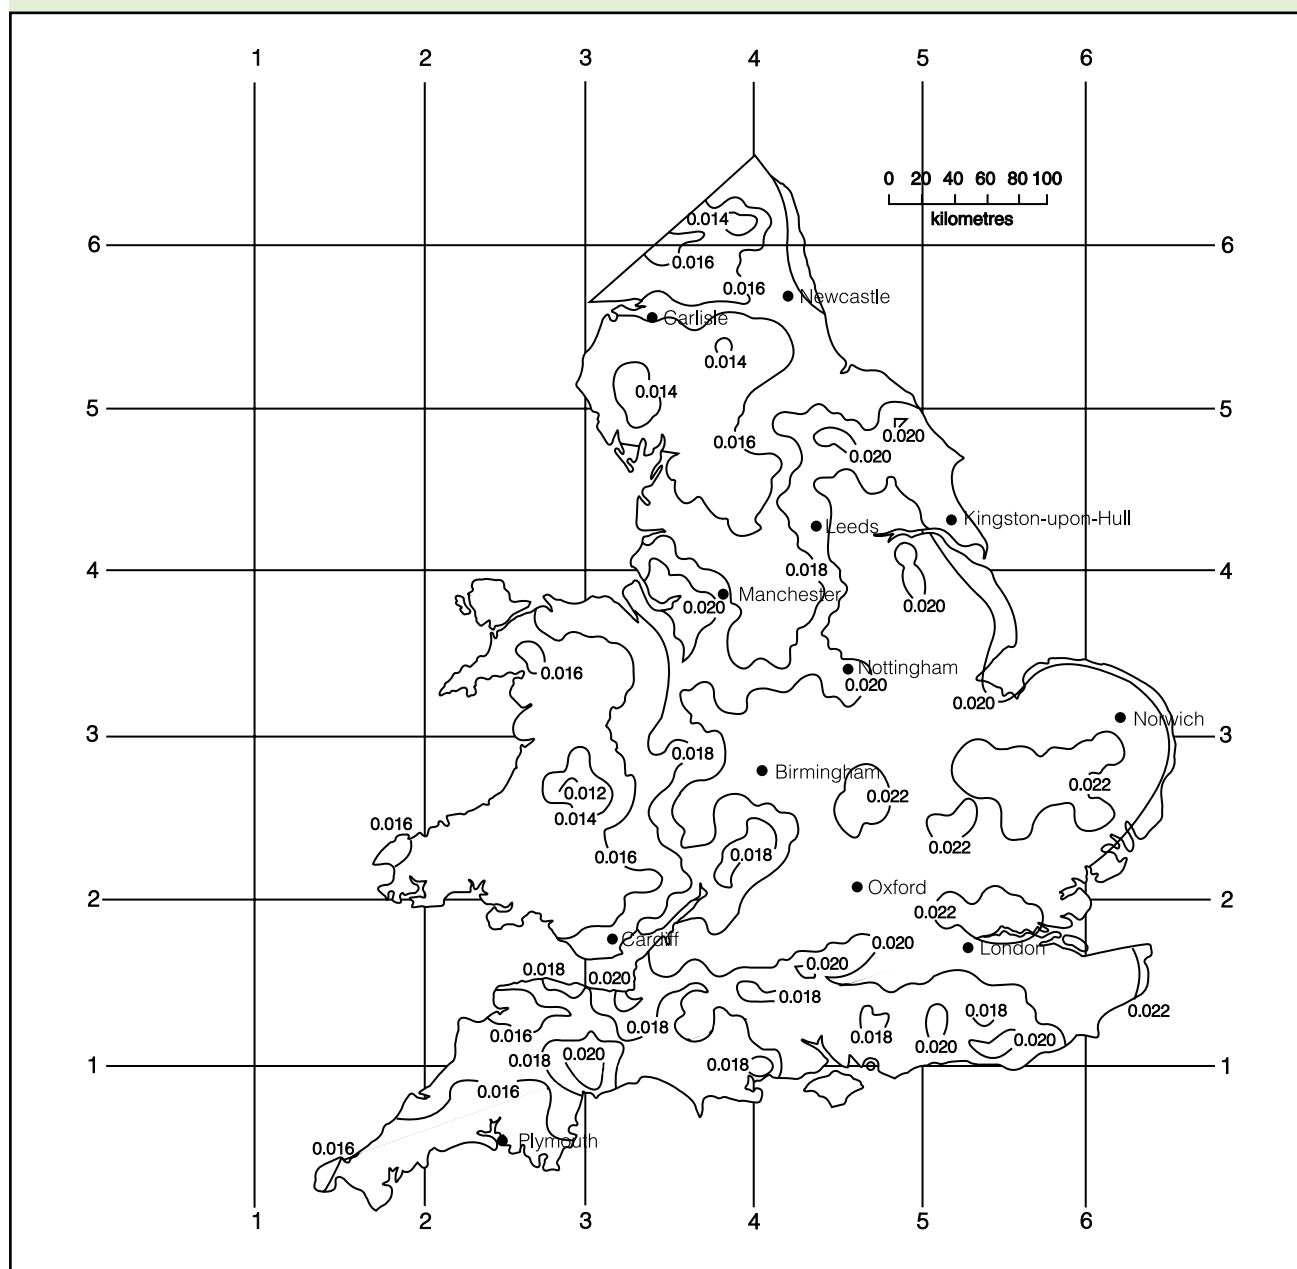 1 2 3 4 5 6
0 20 40 60 80 100
kilometres
0.014
6 6
0.016
0.016
Newcastle
Carlisle
0.014
0.014
5 5
0.020
0.016
0.020
Kingston-upon-Hull
Leeds
4 0.018 4
Manchester
0.020 0.020
Nottingham
0.016
0.020
0.020
Norwich
3 3
0.018
Birmingham
0.022
0.012 0.022
0.014
0.016
0.022
0.018
0.016
Oxford
2 2
0.022
Cardiff 0.020
London
0.018 0.020
0.020
0.018
0.018 0.022
0.018
0.016 0.018
0.020 0.020
0.018 0.020
1 0.018 1
0.016
Plymouth
0.016
1 2 3 4 5 6